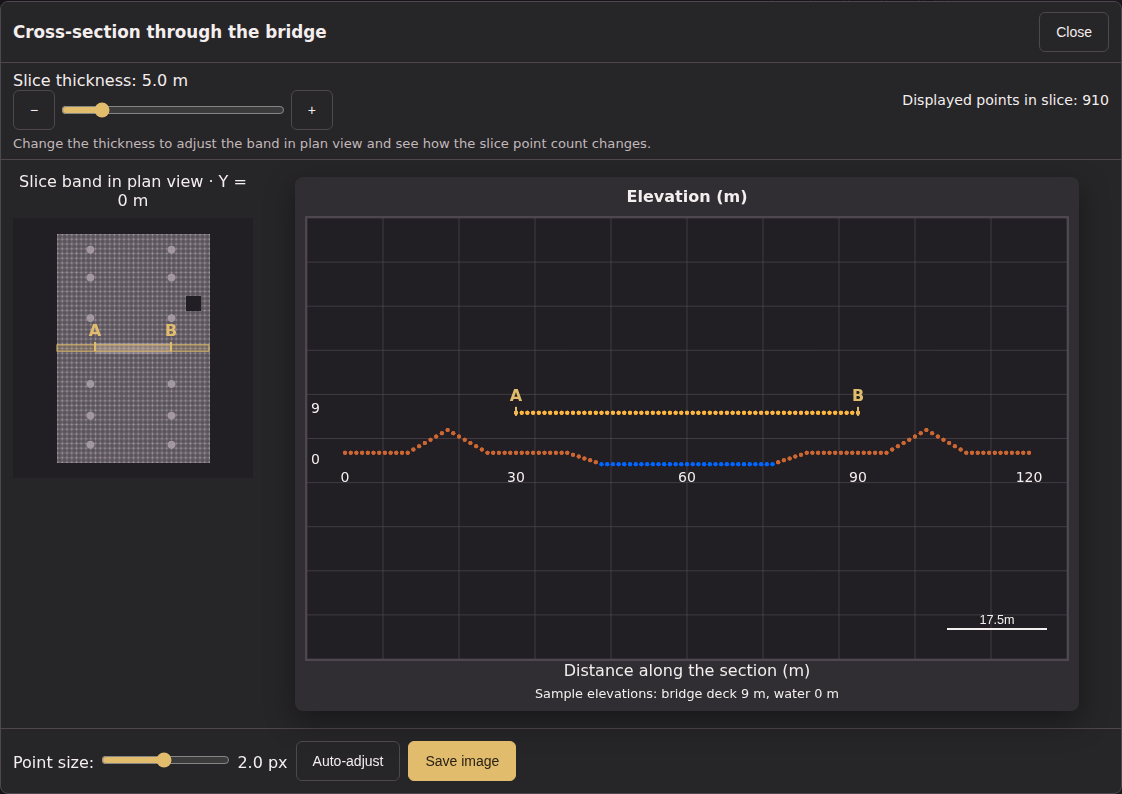 Cross-section through the bridge
Close
Slice thickness: 5.0 m
−
+
Displayed points in slice: 910
Change the thickness to adjust the band in plan view and see how the slice point count changes.
Slice band in plan view · Y =
0 m
A
B
Elevation (m)
A
B
9
0
0
30
60
90
120
17.5m
Distance along the section (m)
Sample elevations: bridge deck 9 m, water 0 m
Point size:
2.0 px
Auto-adjust
Save image